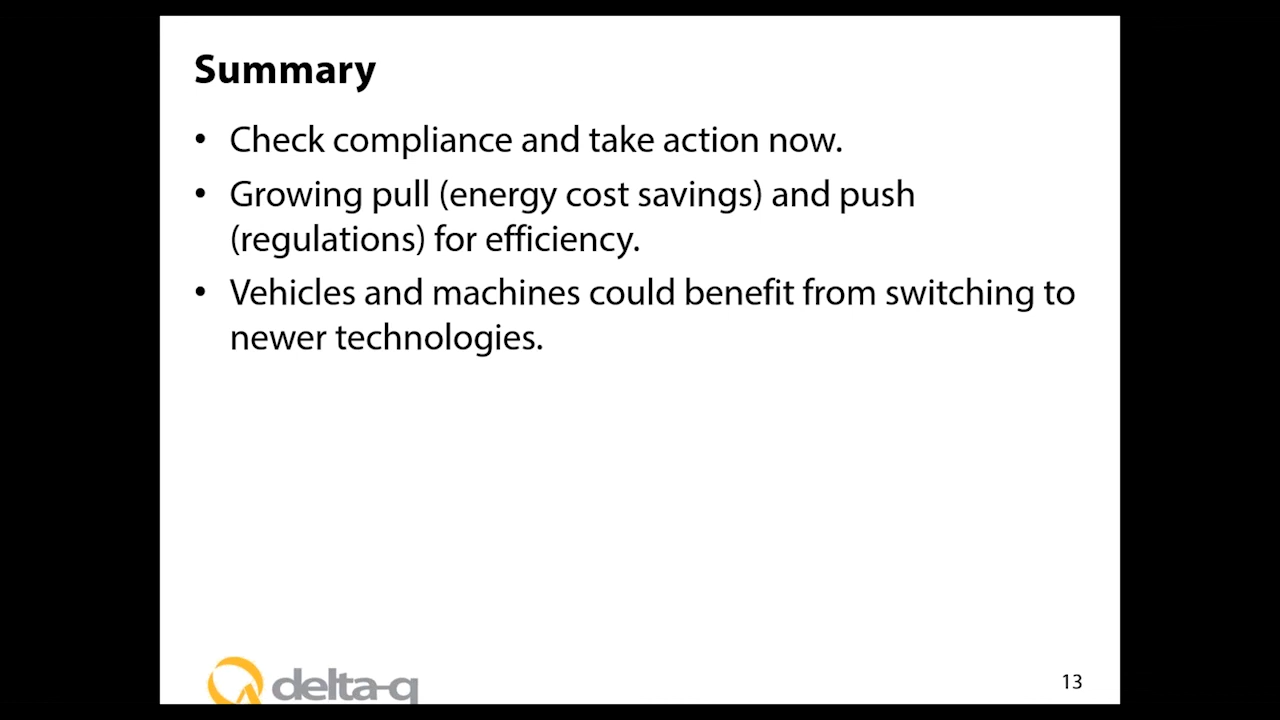 Summary
• Check compliance and take action now.
• Growing pull (energy cost savings) and push
(regulations) for efficiency.
• Vehicles and machines could benefit from switching to
newer technologies.
delta-q
13